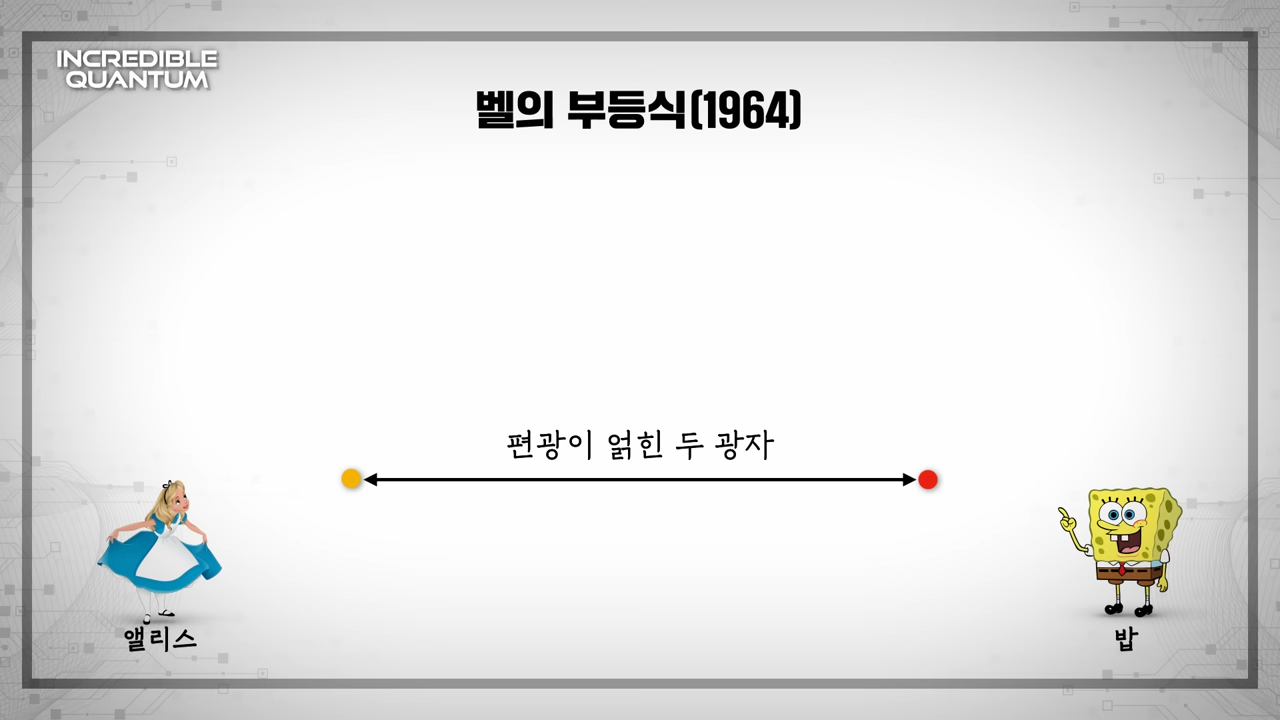 INCREDIBLE
QUANTUM
벨의 부등식(1964)
편광이 얽힌 두 광자
앨리스
밥